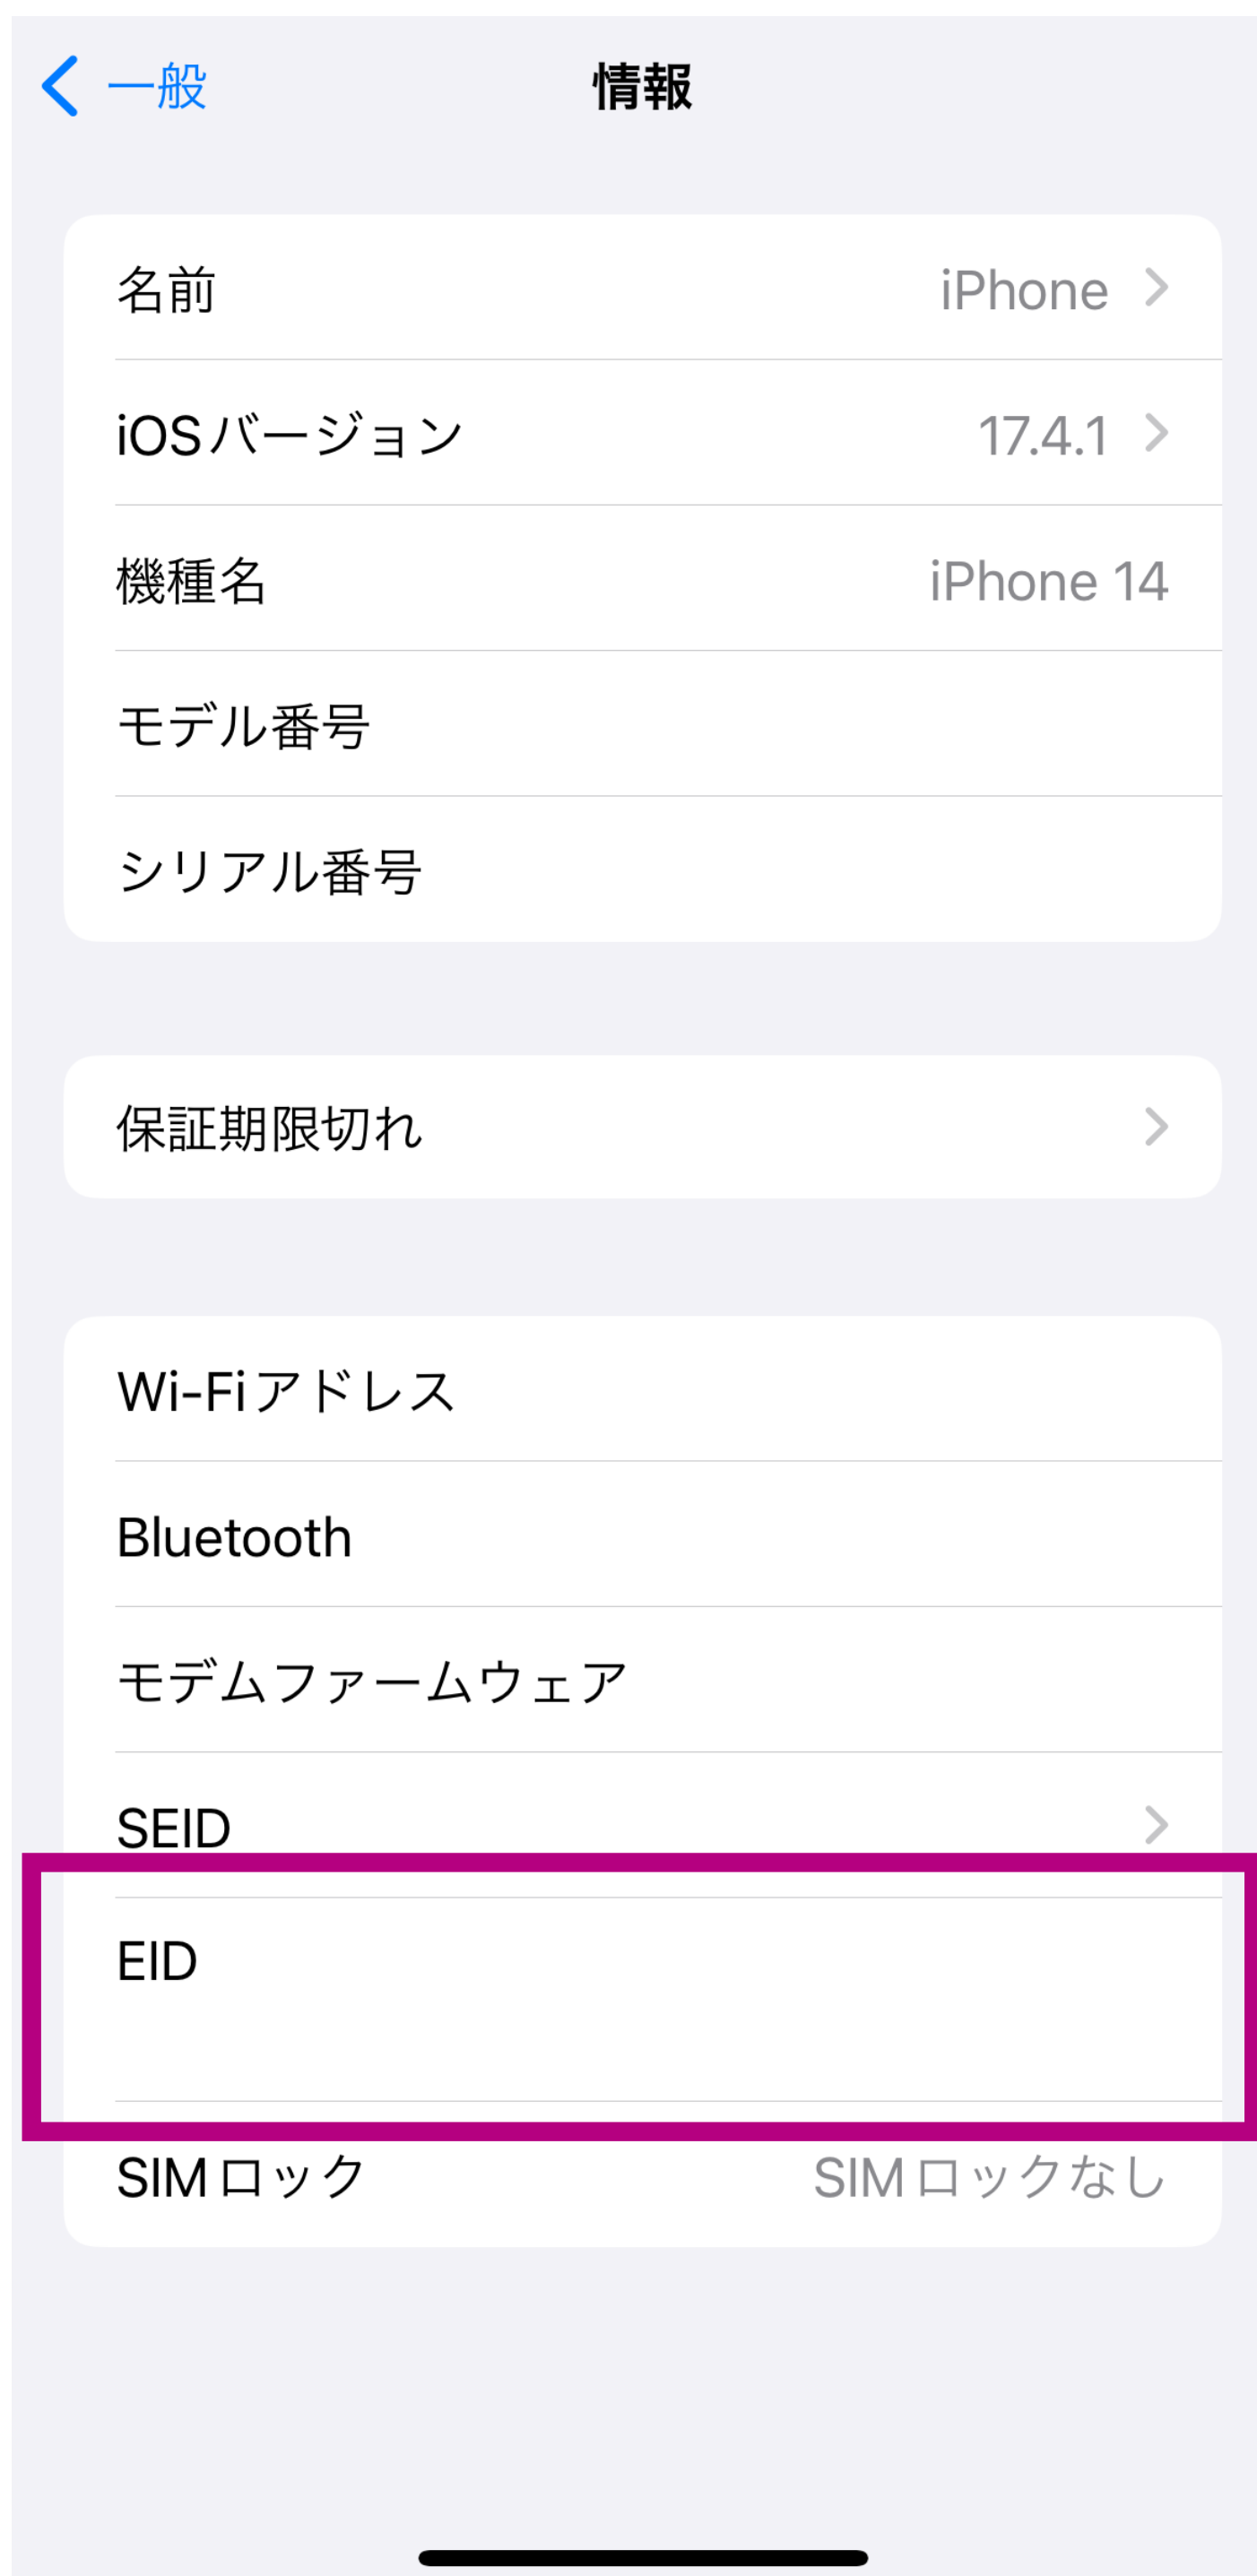 一般
情報
名前 iPhone
iOSバージョン 17.4.1
機種名 iPhone 14
モデル番号
シリアル番号
保証期限切れ
Wi-Fiアドレス
Bluetooth
モデムファームウェア
SEID
EID
SIMロック SIMロックなし